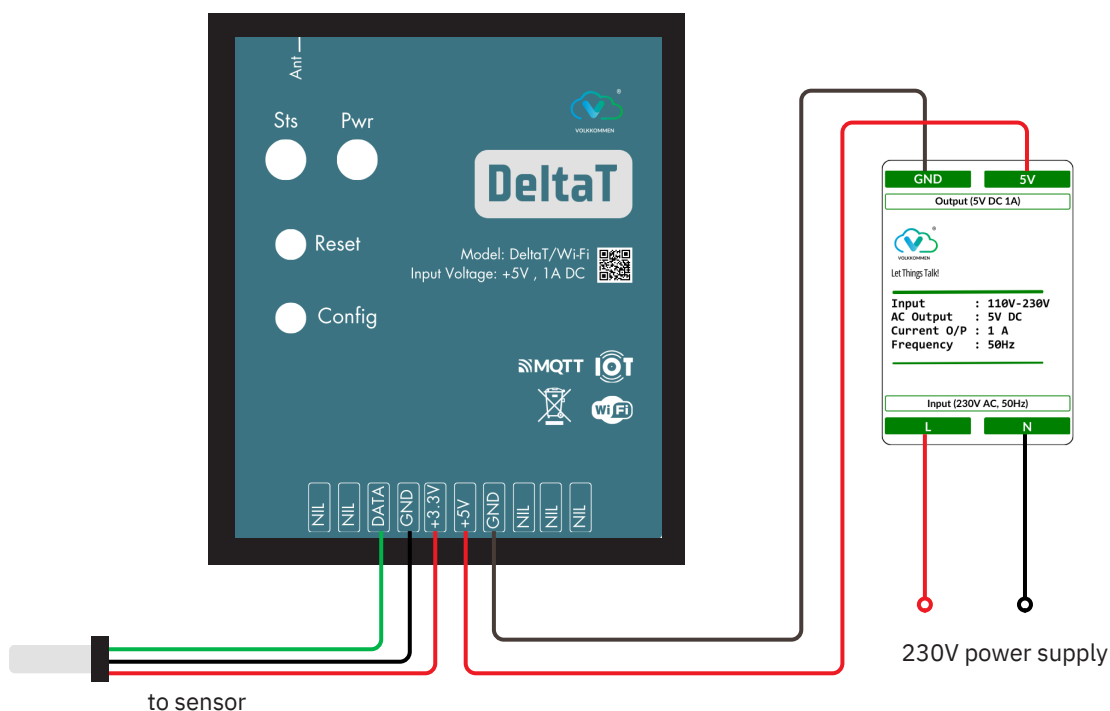 Ant
Sts
Pwr
®
VOLKKOMMEN
DeltaT
Reset
Model: DeltaT/Wi-Fi
Input Voltage: +5V , 1A DC
Config
MQTT
IOT
Wi Fi
NIL
NIL
DATA
GND
+3.3V
+5V
GND
NIL
NIL
NIL
to sensor
GND
5V
Output (5V DC 1A)
®
VOLKKOMMEN
Let Things Talk!
Input : 110V-230V
AC Output : 5V DC
Current O/P : 1 A
Frequency : 50Hz
Input (230V AC, 50Hz)
L
N
230V power supply